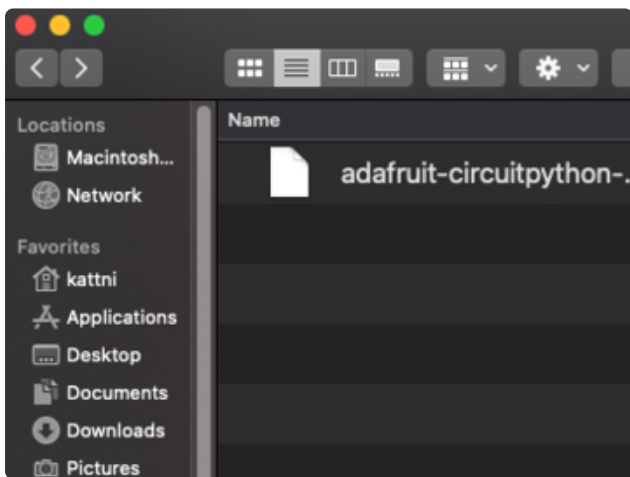 Locations
Macintosh...
Network
Favorites
kattni
Applications
Desktop
Documents
Downloads
Pictures
Name
adafruit-circuitpython-.